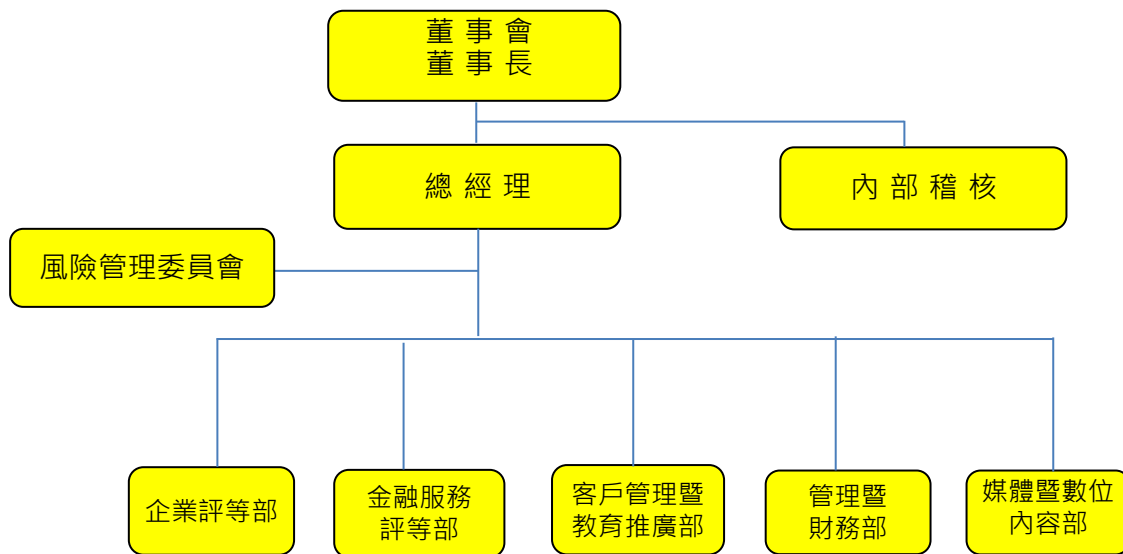 董 事 會
董 事 長
總 經 理
內 部 稽 核
風險管理委員會
企業評等部
金融服務
評等部
客戶管理暨
教育推廣部
管理暨
財務部
媒體暨數位
內容部